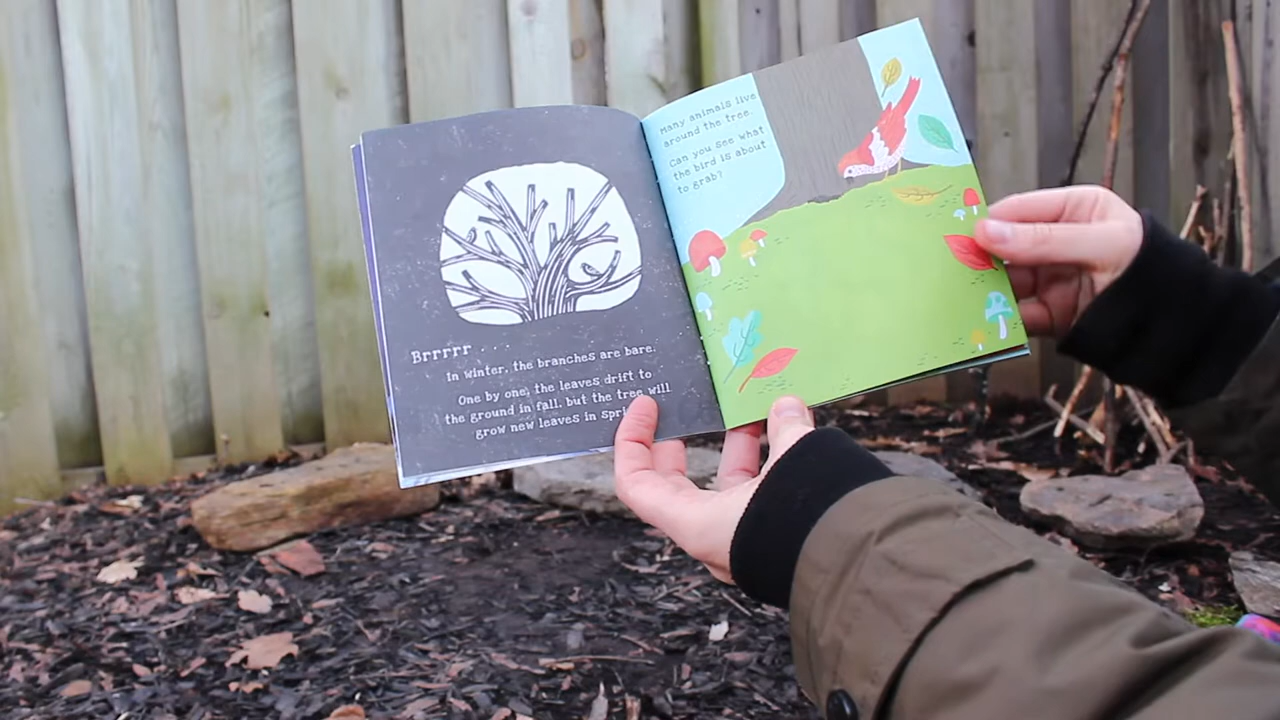 Brrrrr . . . .
In winter, the branches are bare.
One by one, the leaves drift to
the ground in fall, but the tree will
grow new leaves in
Many animals live
around the tree.
Can you see what
the bird is about
to grab?